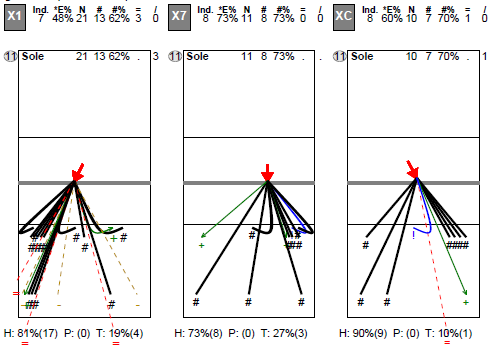 X1 Ind. *E% N # #% = /
7 48% 21 13 62% 3 0
X7 Ind. *E% N # #% = /
8 73% 11 8 73% 0 0
XC Ind. *E% N # #% = /
8 60% 10 7 70% 1 0
11 Sole 21 13 62% . 3
11 Sole 11 8 73% . .
11 Sole 10 7 70% . 1
H: 81%(17) P: (0) T: 19%(4)
H: 73%(8) P: (0) T: 27%(3)
H: 90%(9) P: (0) T: 10%(1)